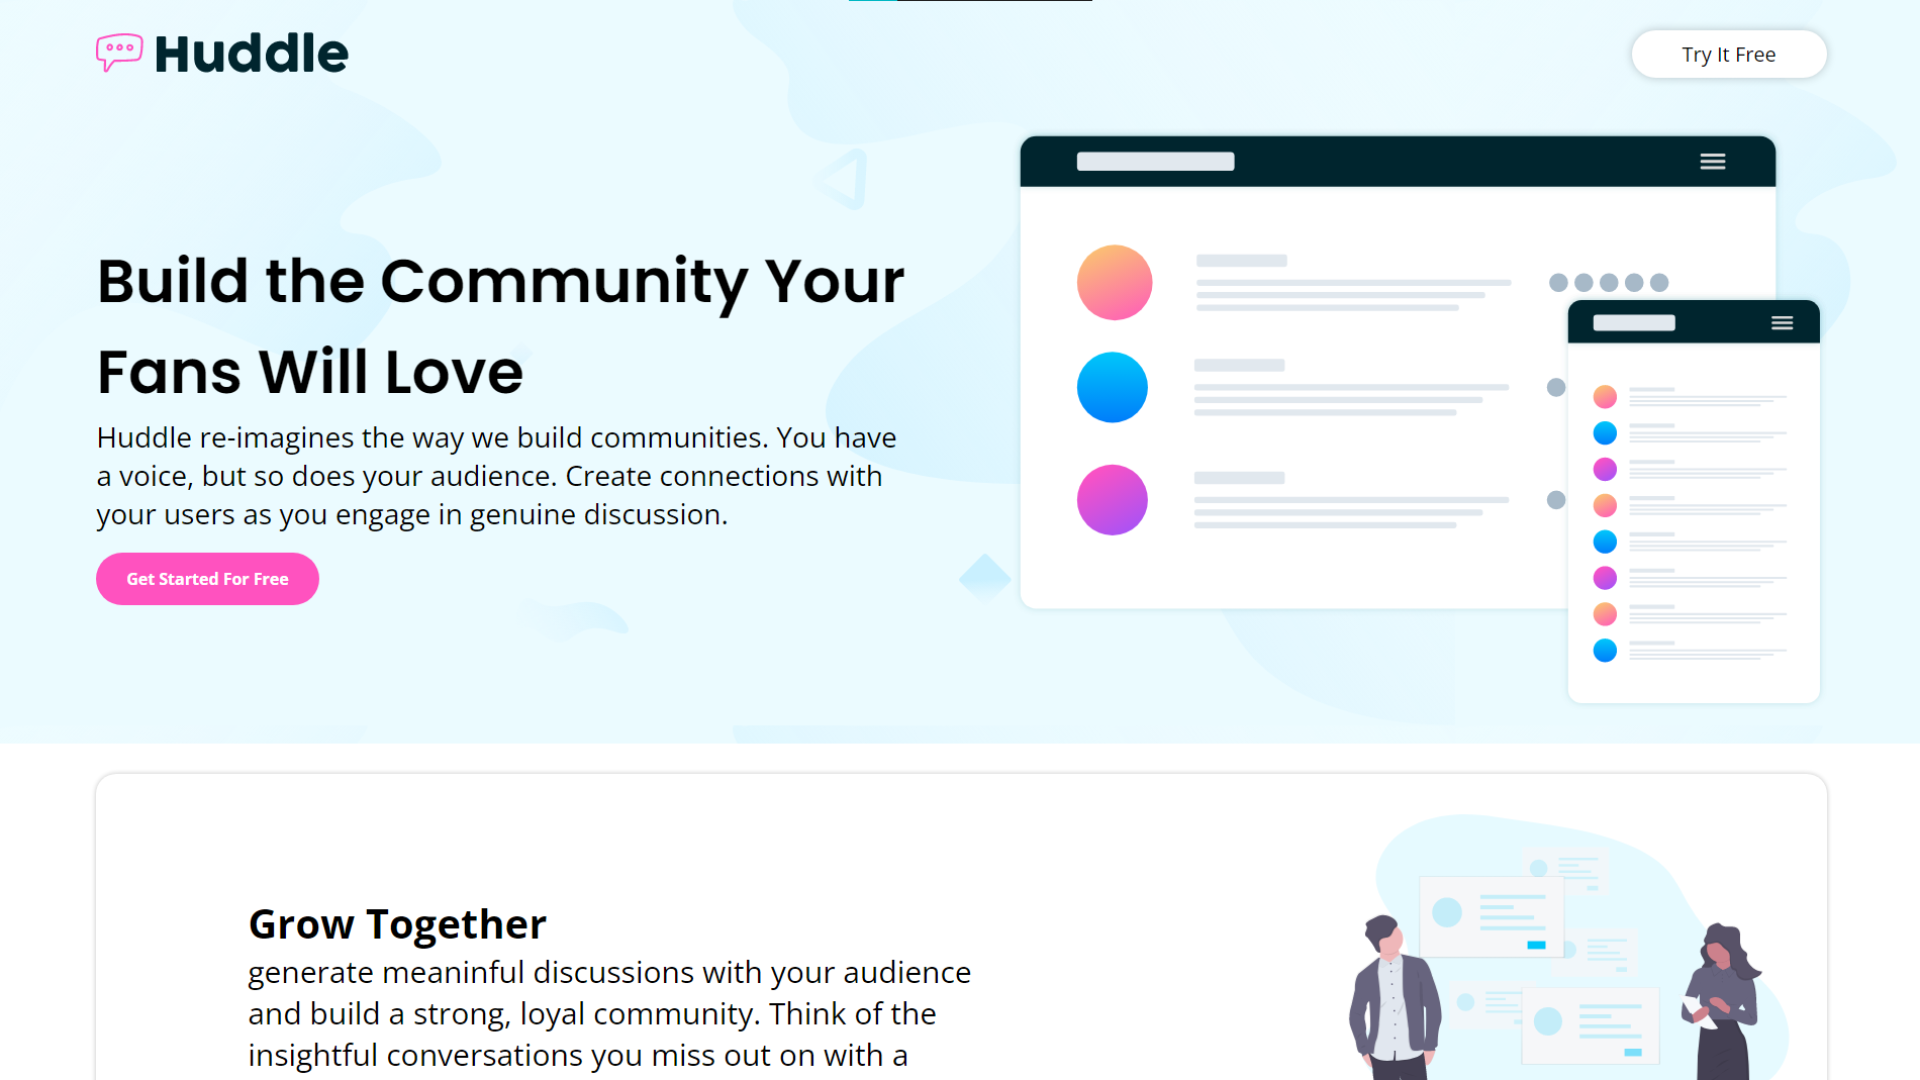 Huddle
Try It Free
Build the Community Your
Fans Will Love
Huddle re-imagines the way we build communities. You have
a voice, but so does your audience. Create connections with
your users as you engage in genuine discussion.
Get Started For Free
Grow Together
generate meaninful discussions with your audience
and build a strong, loyal community. Think of the
insightful conversations you miss out on with a